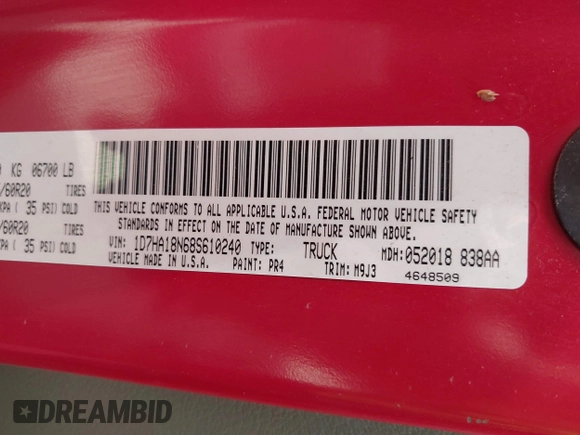 KG 06700 LB
/60R20 TIRES
KPA ( 35 PSI) COLD
/60R20 TIRES
KPA ( 35 PSI) COLD
THIS VEHICLE CONFORMS TO ALL APPLICABLE U.S.A. FEDERAL MOTOR VEHICLE SAFETY
STANDARDS IN EFFECT ON THE DATE OF MANUFACTURE SHOWN ABOVE.
VIN: 1D7HA18N68S610240 TYPE: TRUCK MDH: 052018 838AA
VEHICLE MADE IN U.S.A. PAINT: PR4 TRIM: M9J3 4648509
DREAMBID